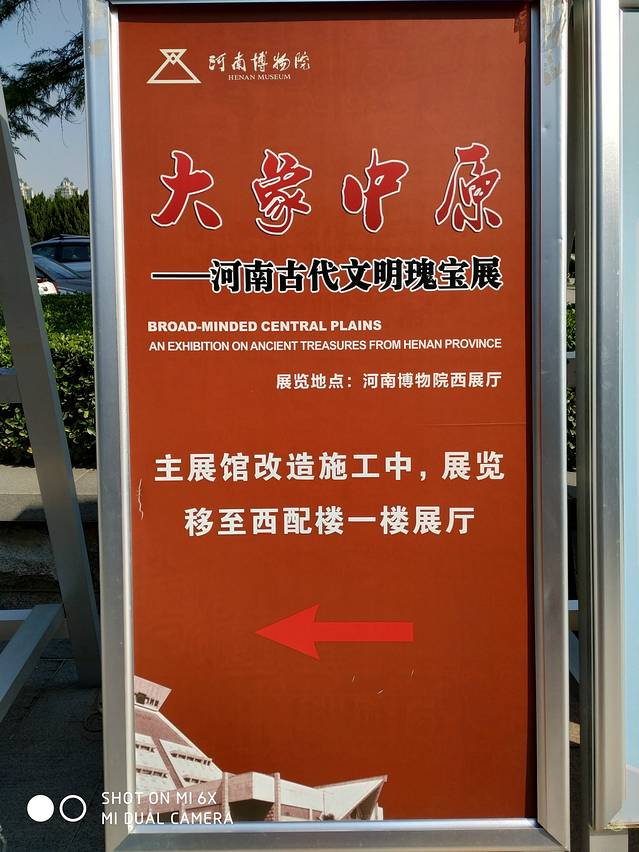 河南博物院
HENAN MUSEUM
大象中原
——河南古代文明瑰宝展
BROAD-MINDED CENTRAL PLAINS
AN EXHIBITION ON ANCIENT TREASURES FROM HENAN PROVINCE
展览地点：河南博物院西展厅
主展馆改造施工中，展览
移至西配楼一楼展厅
SHOT ON MI 6X
MI DUAL CAMERA